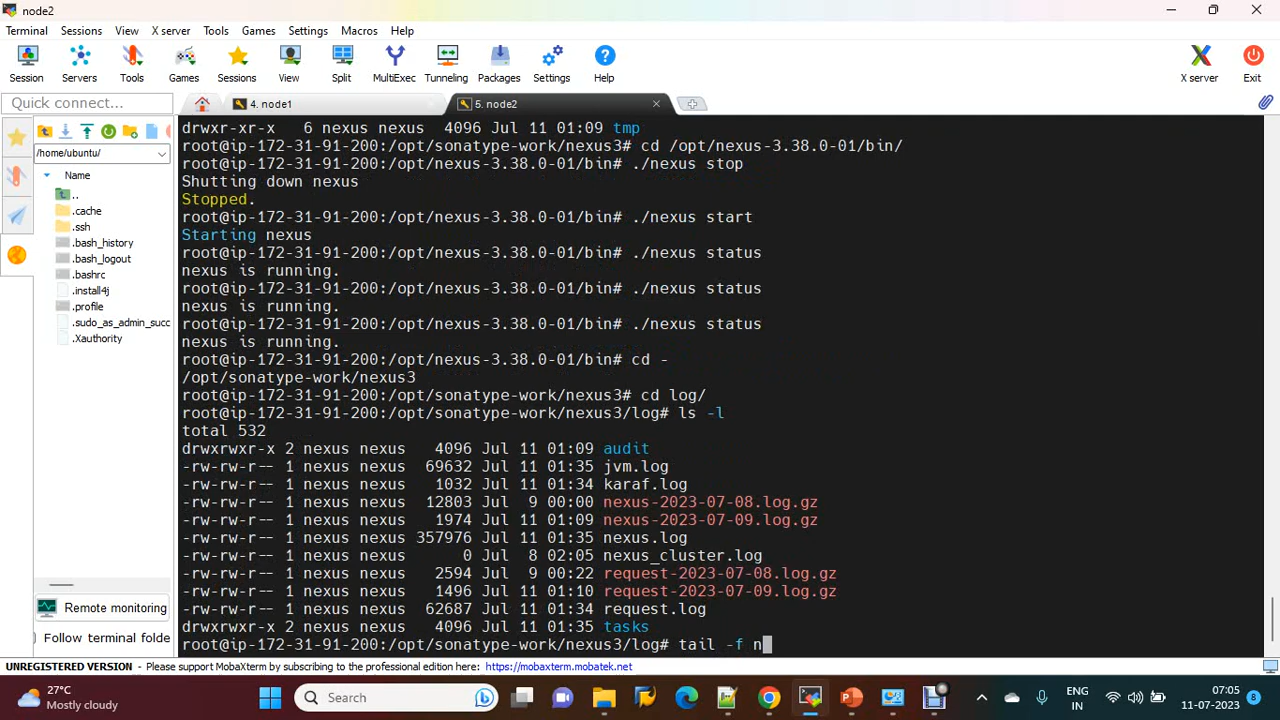 node2
Terminal Sessions View X server Tools Games Settings Macros Help
Session Servers Tools Games Sessions View Split MultiExec Tunneling Packages Settings Help X server Exit
Quick connect...
4. node1
5. node2
/home/ubuntu/
Name
..
.cache
.ssh
.bash_history
.bash_logout
.bashrc
.install4j
.profile
.sudo_as_admin_succ
.Xauthority
Remote monitoring
Follow terminal folde
drwxr-xr-x 6 nexus nexus 4096 Jul 11 01:09 tmp
root@ip-172-31-91-200:/opt/sonatype-work/nexus3# cd /opt/nexus-3.38.0-01/bin/
root@ip-172-31-91-200:/opt/nexus-3.38.0-01/bin# ./nexus stop
Shutting down nexus
Stopped.
root@ip-172-31-91-200:/opt/nexus-3.38.0-01/bin# ./nexus start
Starting nexus
root@ip-172-31-91-200:/opt/nexus-3.38.0-01/bin# ./nexus status
nexus is running.
root@ip-172-31-91-200:/opt/nexus-3.38.0-01/bin# ./nexus status
nexus is running.
root@ip-172-31-91-200:/opt/nexus-3.38.0-01/bin# ./nexus status
nexus is running.
root@ip-172-31-91-200:/opt/nexus-3.38.0-01/bin# cd -
/opt/sonatype-work/nexus3
root@ip-172-31-91-200:/opt/sonatype-work/nexus3# cd log/
root@ip-172-31-91-200:/opt/sonatype-work/nexus3/log# ls -l
total 532
drwxrwxr-x 2 nexus nexus 4096 Jul 11 01:09 audit
-rw-rw-r-- 1 nexus nexus 69632 Jul 11 01:35 jvm.log
-rw-rw-r-- 1 nexus nexus 1032 Jul 11 01:34 karaf.log
-rw-rw-r-- 1 nexus nexus 12803 Jul 9 00:00 nexus-2023-07-08.log.gz
-rw-rw-r-- 1 nexus nexus 1974 Jul 11 01:09 nexus-2023-07-09.log.gz
-rw-rw-r-- 1 nexus nexus 357976 Jul 11 01:35 nexus.log
-rw-rw-r-- 1 nexus nexus 0 Jul 8 02:05 nexus_cluster.log
-rw-rw-r-- 1 nexus nexus 2594 Jul 9 00:22 request-2023-07-08.log.gz
-rw-rw-r-- 1 nexus nexus 1496 Jul 11 01:10 request-2023-07-09.log.gz
-rw-rw-r-- 1 nexus nexus 62687 Jul 11 01:34 request.log
drwxrwxr-x 2 nexus nexus 4096 Jul 11 01:35 tasks
root@ip-172-31-91-200:/opt/sonatype-work/nexus3/log# tail -f n
UNREGISTERED VERSION - Please support MobaXterm by subscribing to the professional edition here: https://mobaxterm.mobatek.net
27°C
Mostly cloudy
Search
ENG
IN
07:05
11-07-2023
8